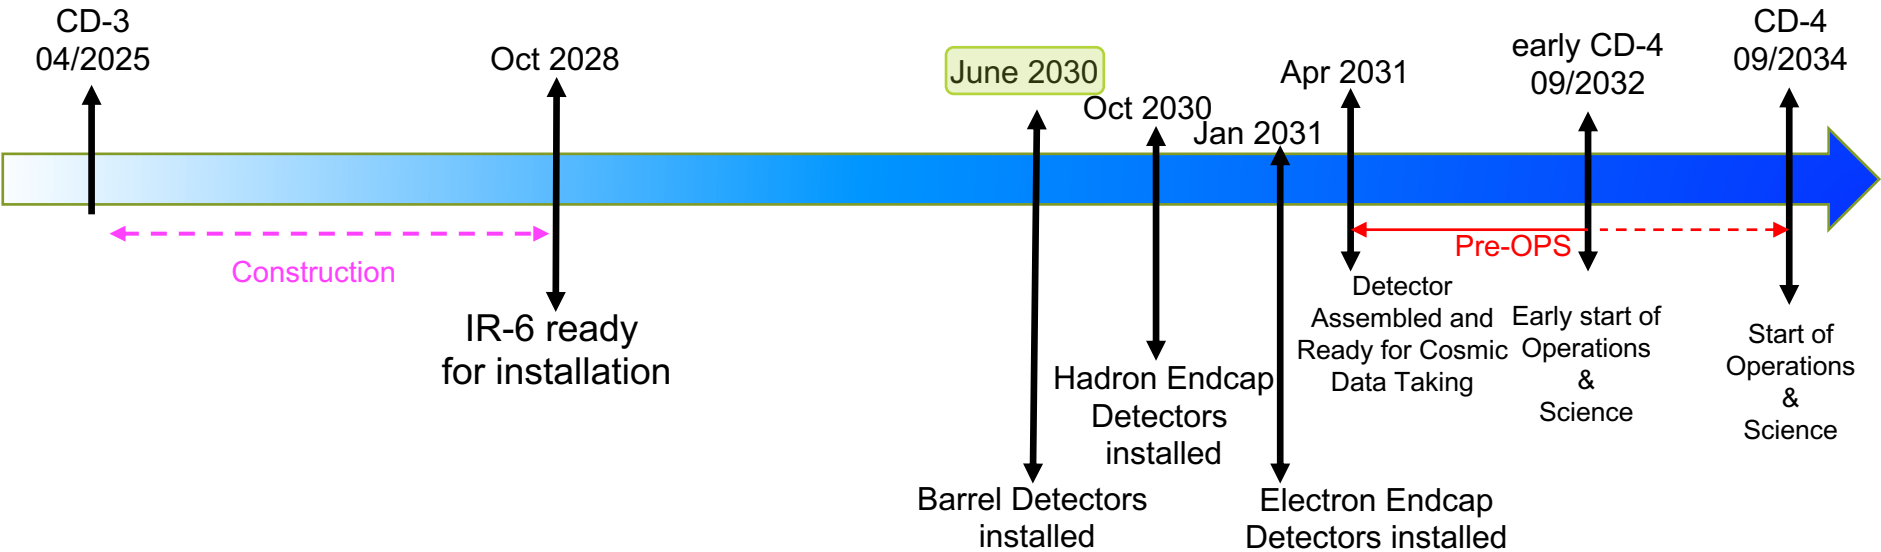 CD-3
04/2025
Oct 2028
June 2030
Oct 2030
Jan 2031
Apr 2031
early CD-4
09/2032
CD-4
09/2034
Construction
Pre-OPS
IR-6 ready
for installation
Barrel Detectors
installed
Hadron Endcap
Detectors
installed
Electron Endcap
Detectors installed
Detector
Assembled and
Ready for Cosmic
Data Taking
Early start of
Operations
&
Science
Start of
Operations
&
Science